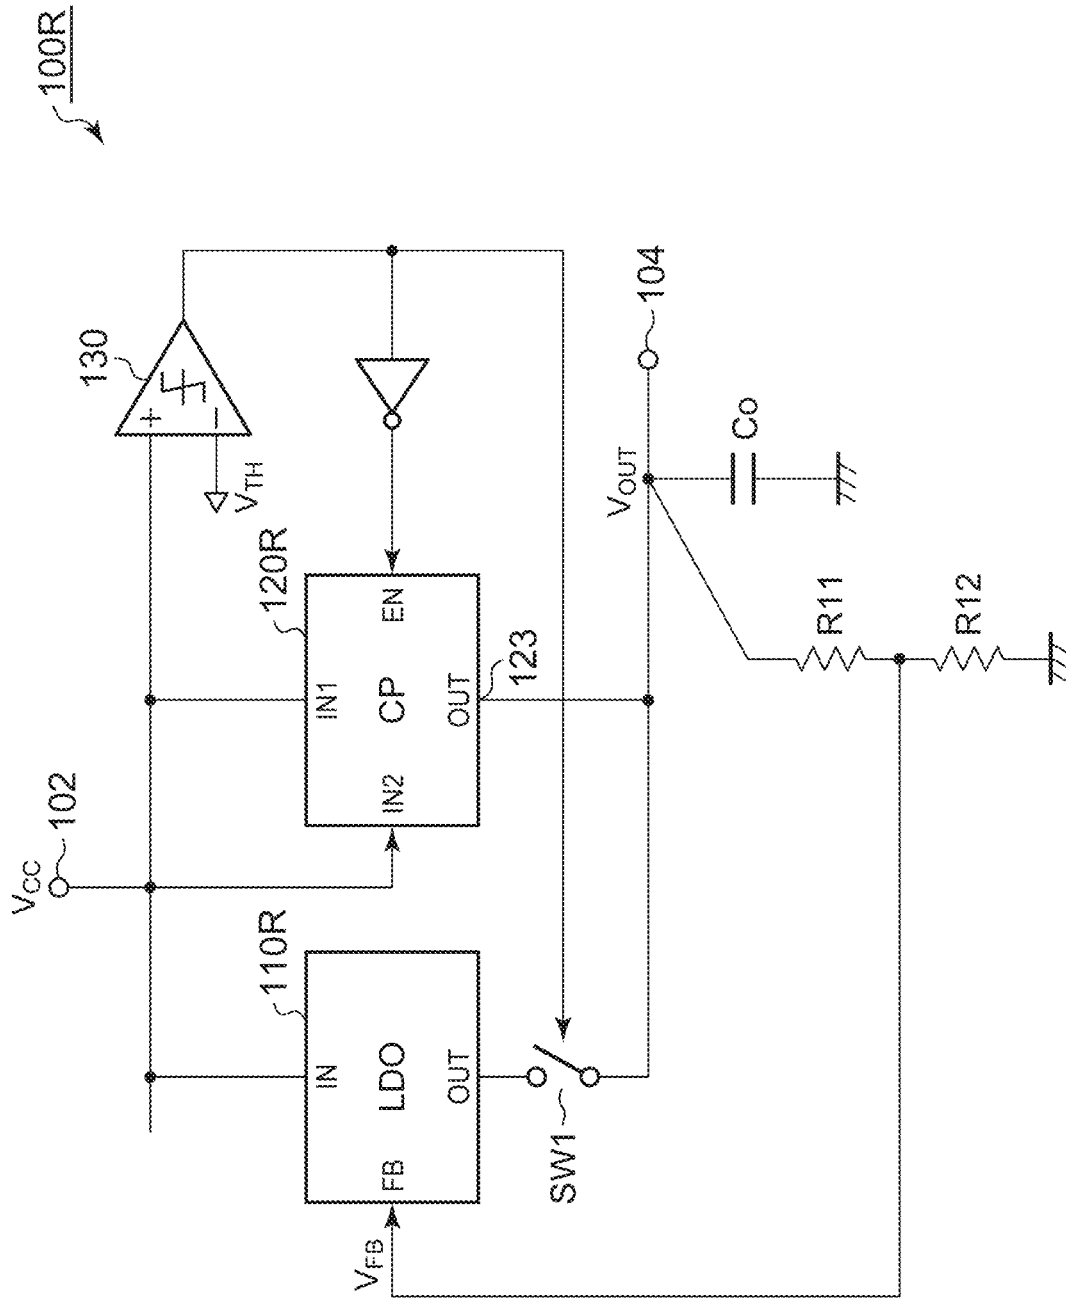 100R
130
+
−
V_TH
V_CC
102
120R
IN1
IN2
CP
EN
OUT
123
110R
IN
LDO
FB
OUT
V_FB
SW1
V_OUT
104
Co
R11
R12